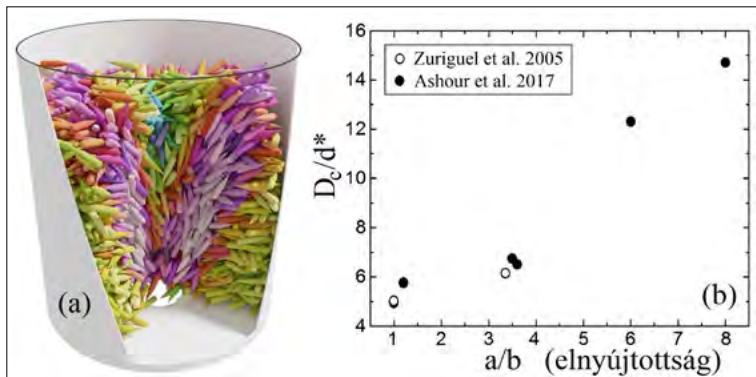 (a)
16
14
12
10
8
6
4
D_c/d*
Zuriguel et al. 2005
Ashour et al. 2017
(b)
1 2 3 4 5 6 7 8
a/b (elnyújtottság)